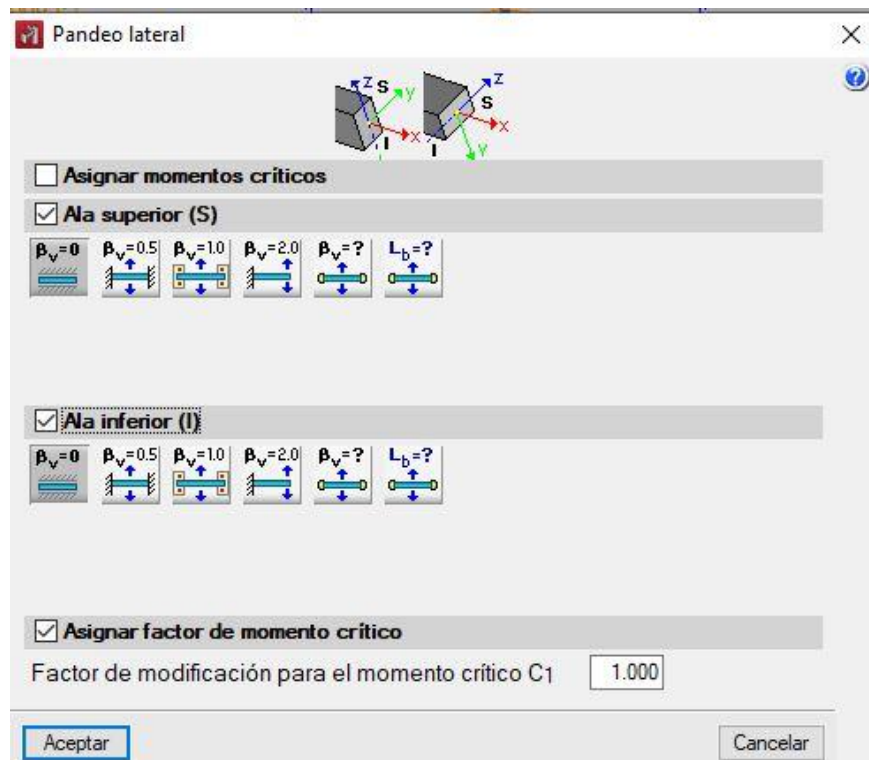 Pandeo lateral
z S y x I
z S x I y
Asignar momentos críticos
Ala superior (S)
βv=0 βv=0.5 βv=1.0 βv=2.0 βv=? Lb=?
Ala inferior (I)
βv=0 βv=0.5 βv=1.0 βv=2.0 βv=? Lb=?
Asignar factor de momento crítico
Factor de modificación para el momento crítico C1 1.000
Aceptar Cancelar